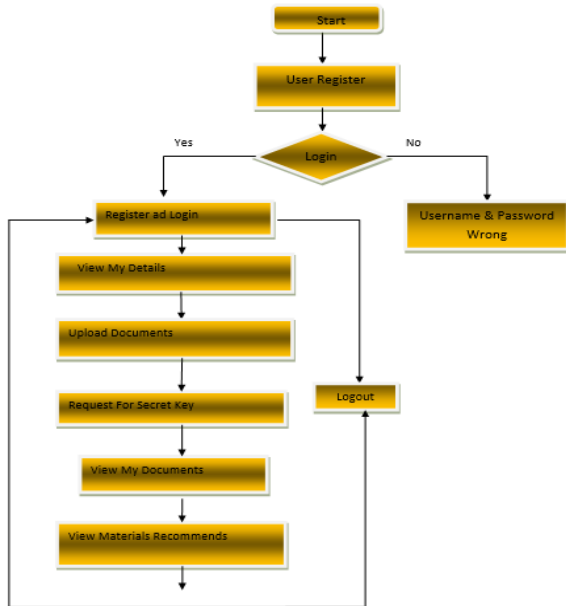 Start
User Register
Yes
No
Login
Register ad Login
Username & Password
Wrong
View My Details
Upload Documents
Request For Secret Key
Logout
View My Documents
View Materials Recommends